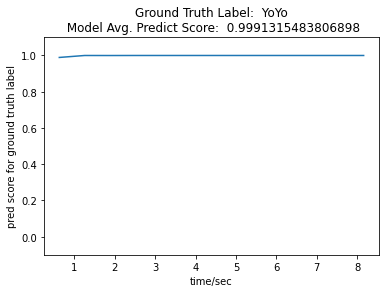 Ground Truth Label:  YoYo
Model Avg. Predict Score:  0.9991315483806898
pred score for ground truth label
1.0
0.8
0.6
0.4
0.2
0.0
1 2 3 4 5 6 7 8
time/sec